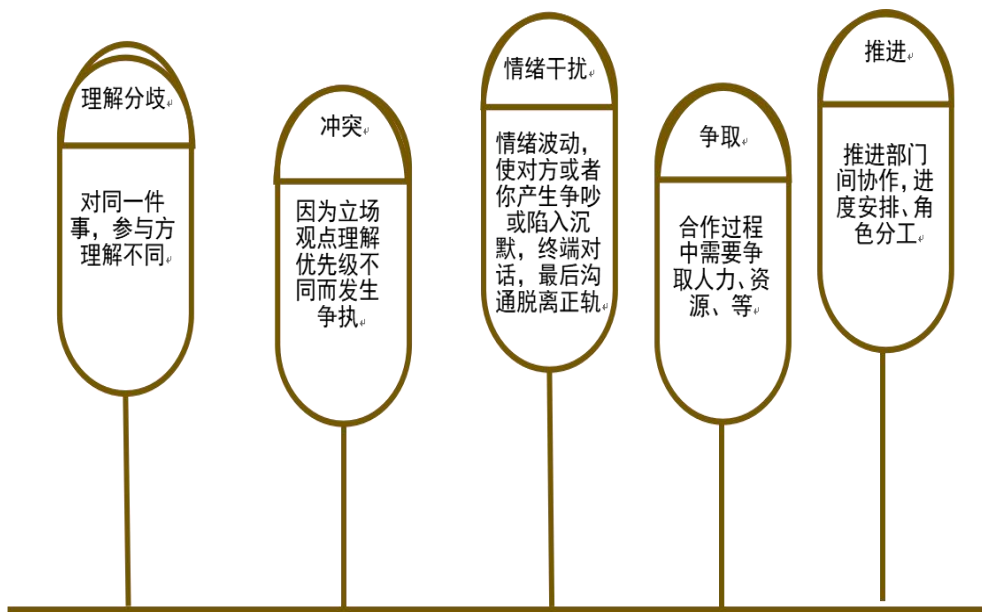 理解分歧
对同一件
事，参与方
理解不同
冲突
因为立场
观点理解
优先级不
同而发生
争执
情绪干扰
情绪波动，
使对方或者
你产生争吵
或陷入沉
默，终端对
话，最后沟
通脱离正轨
争取
合作过程
中需要争
取人力、资
源、等
推进
推进部门
间协作，进
度安排、角
色分工